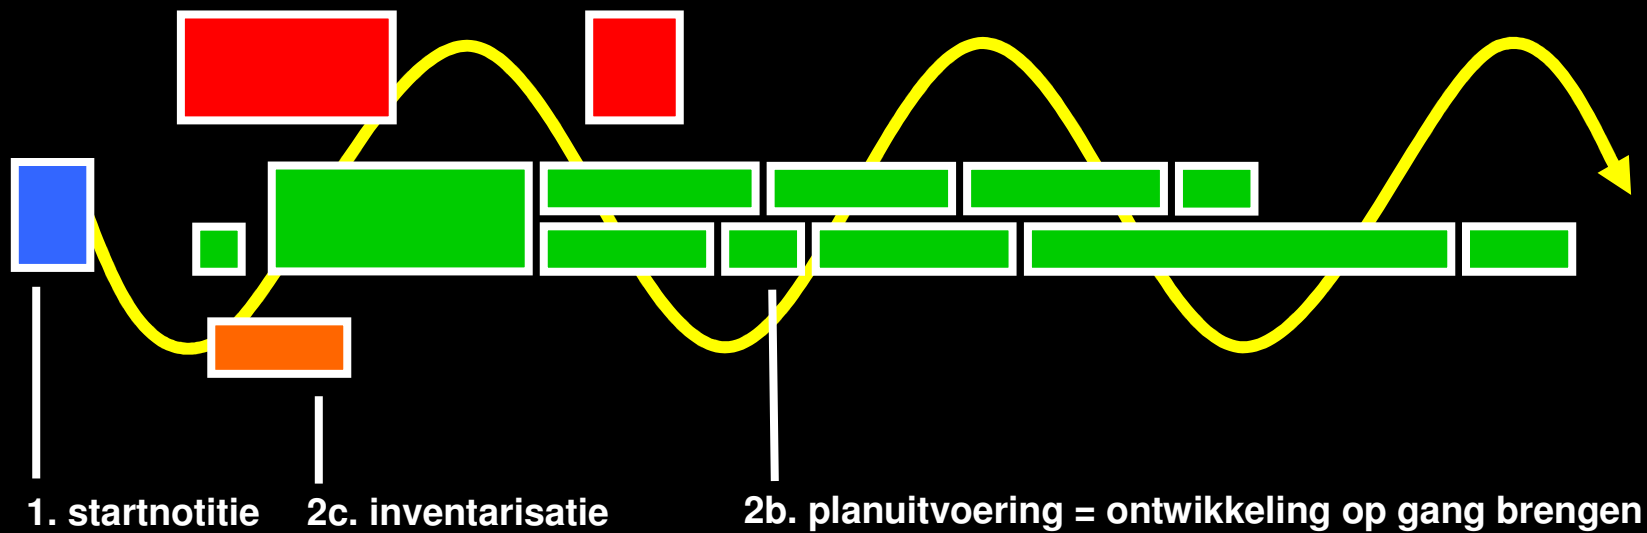 1. startnotitie
2c. inventarisatie
2b. planuitvoering = ontwikkeling op gang brengen